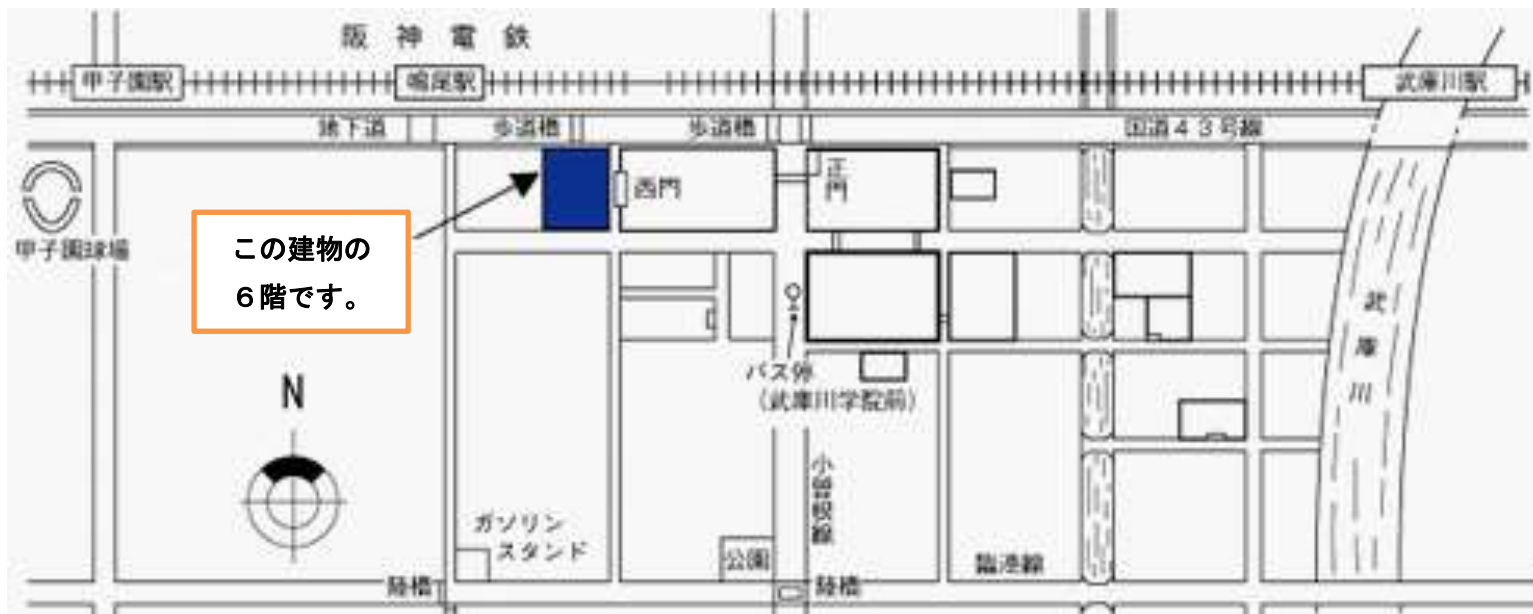 阪神電鉄
甲子園駅
鳴尾駅
武庫川駅
地下道
歩道橋
歩道橋
国道43号線
西門
正門
甲子園球場
この建物の
6階です。
武庫川
バス停
(武庫川学院前)
N
小曽根線
ガソリン
スタンド
公園
臨港線
陸橋
陸橋